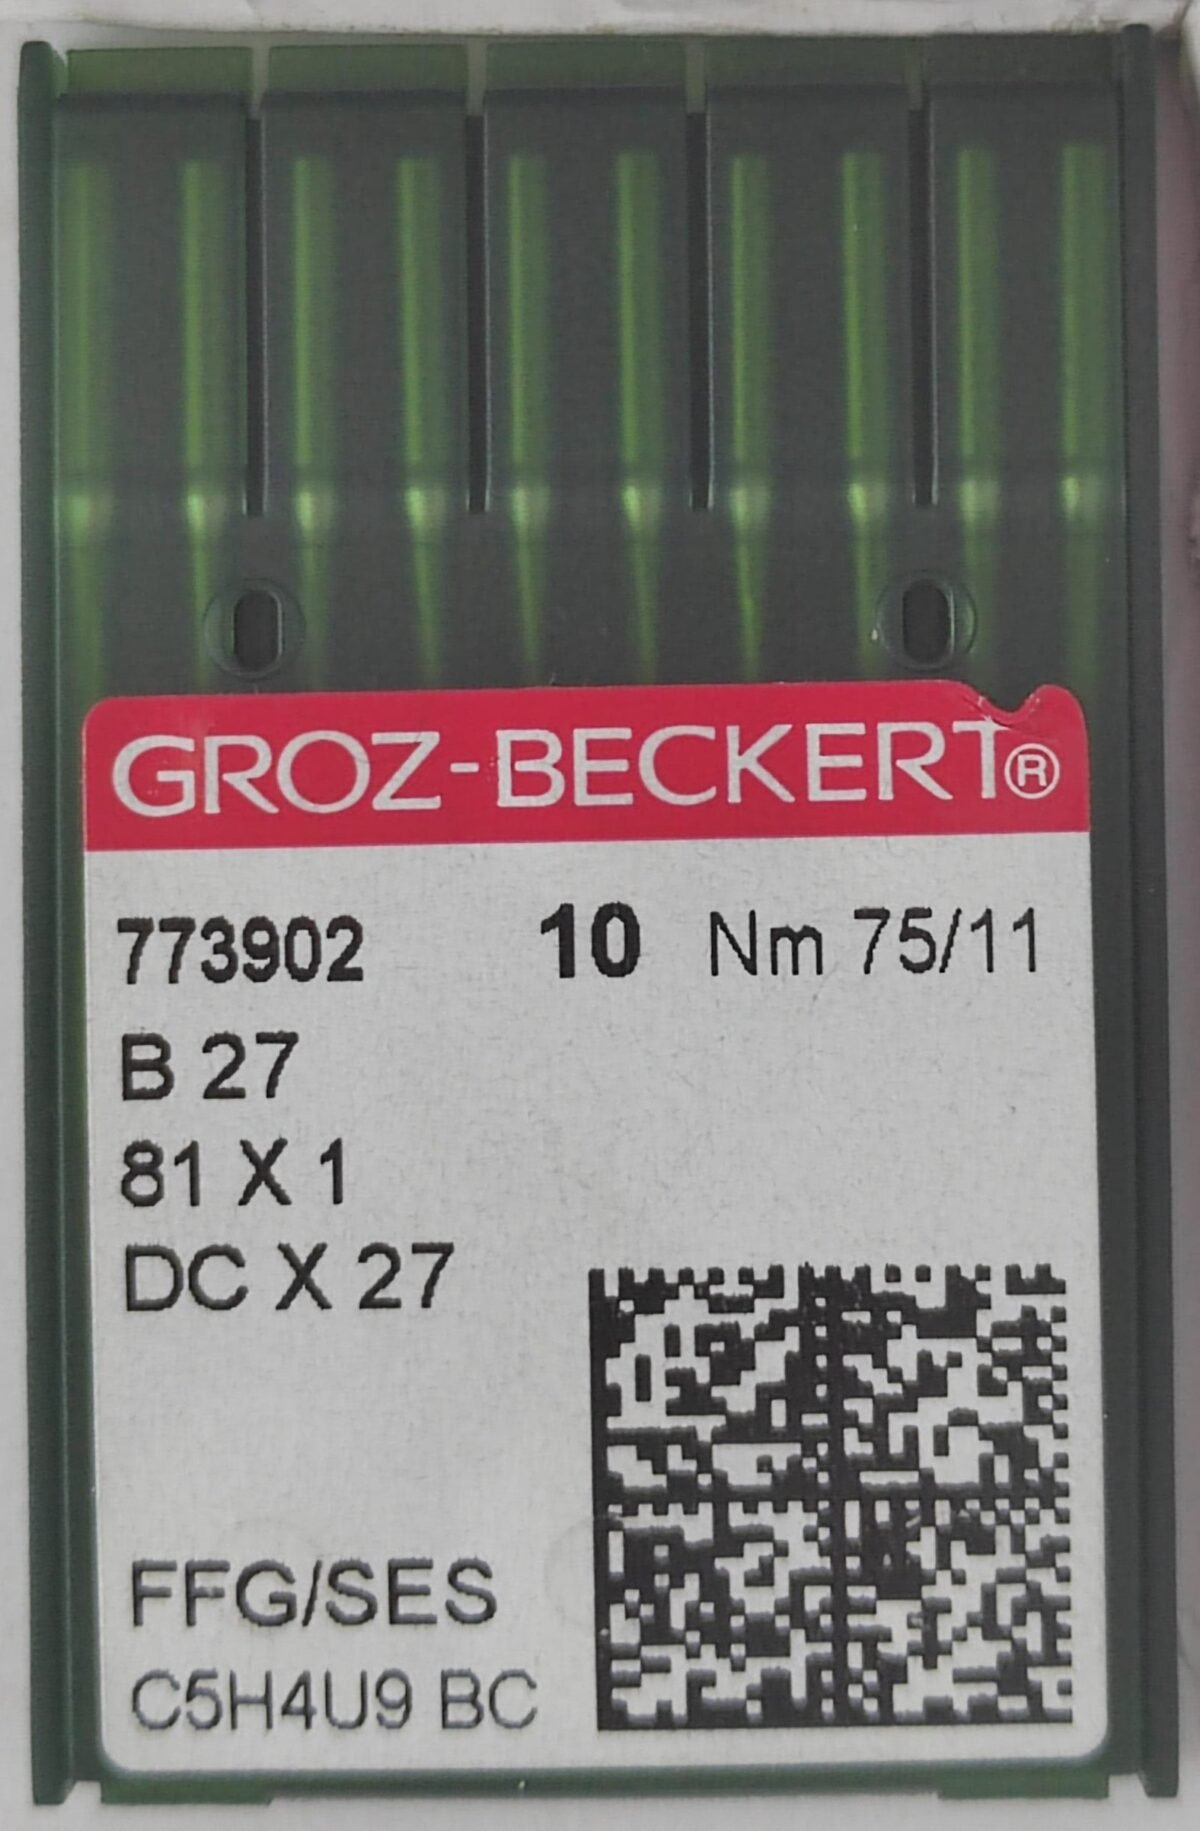 GROZ-BECKERT®
773902 10 Nm 75/11
B 27
81 X 1
DC X 27
FFG/SES
C5H4U9 BC